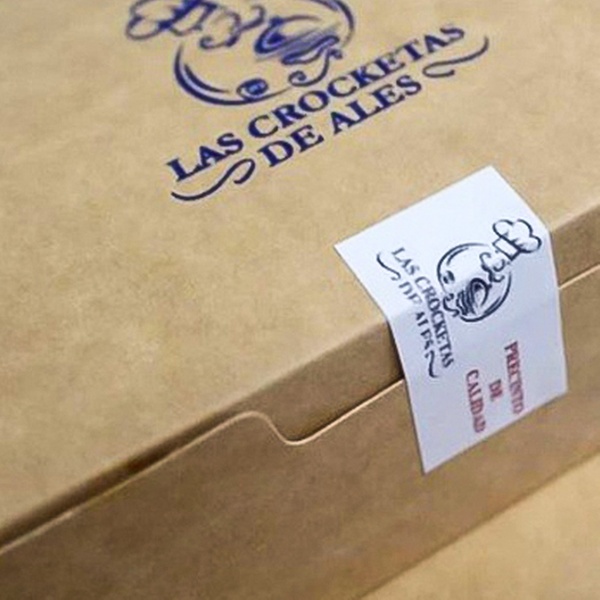 LAS CROCKETAS
DE ALES
LAS CROCKETAS
DE ALES
PRECINTO
DE
CALIDAD